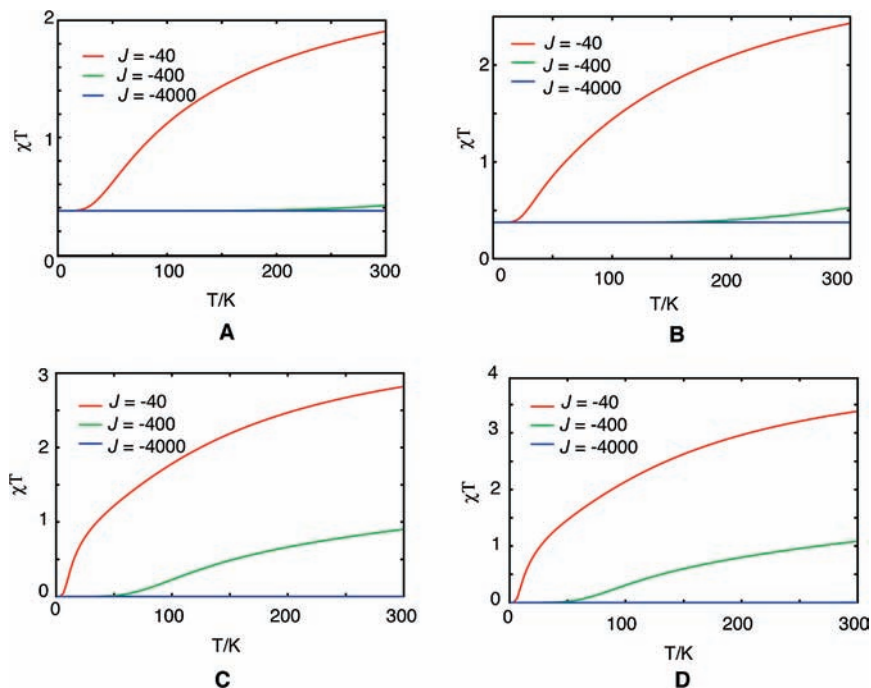 2
J = -40
J = -400
J = -4000
1
χT
0
0 100 200 300
T/K
A
2
J = -40
J = -400
J = -4000
1
χT
0
0 100 200 300
T/K
B
3
J = -40
J = -400
J = -4000
2
χT
1
0
0 100 200 300
T/K
C
4
J = -40
J = -400
J = -4000
3
χT
2
1
0
0 100 200 300
T/K
D